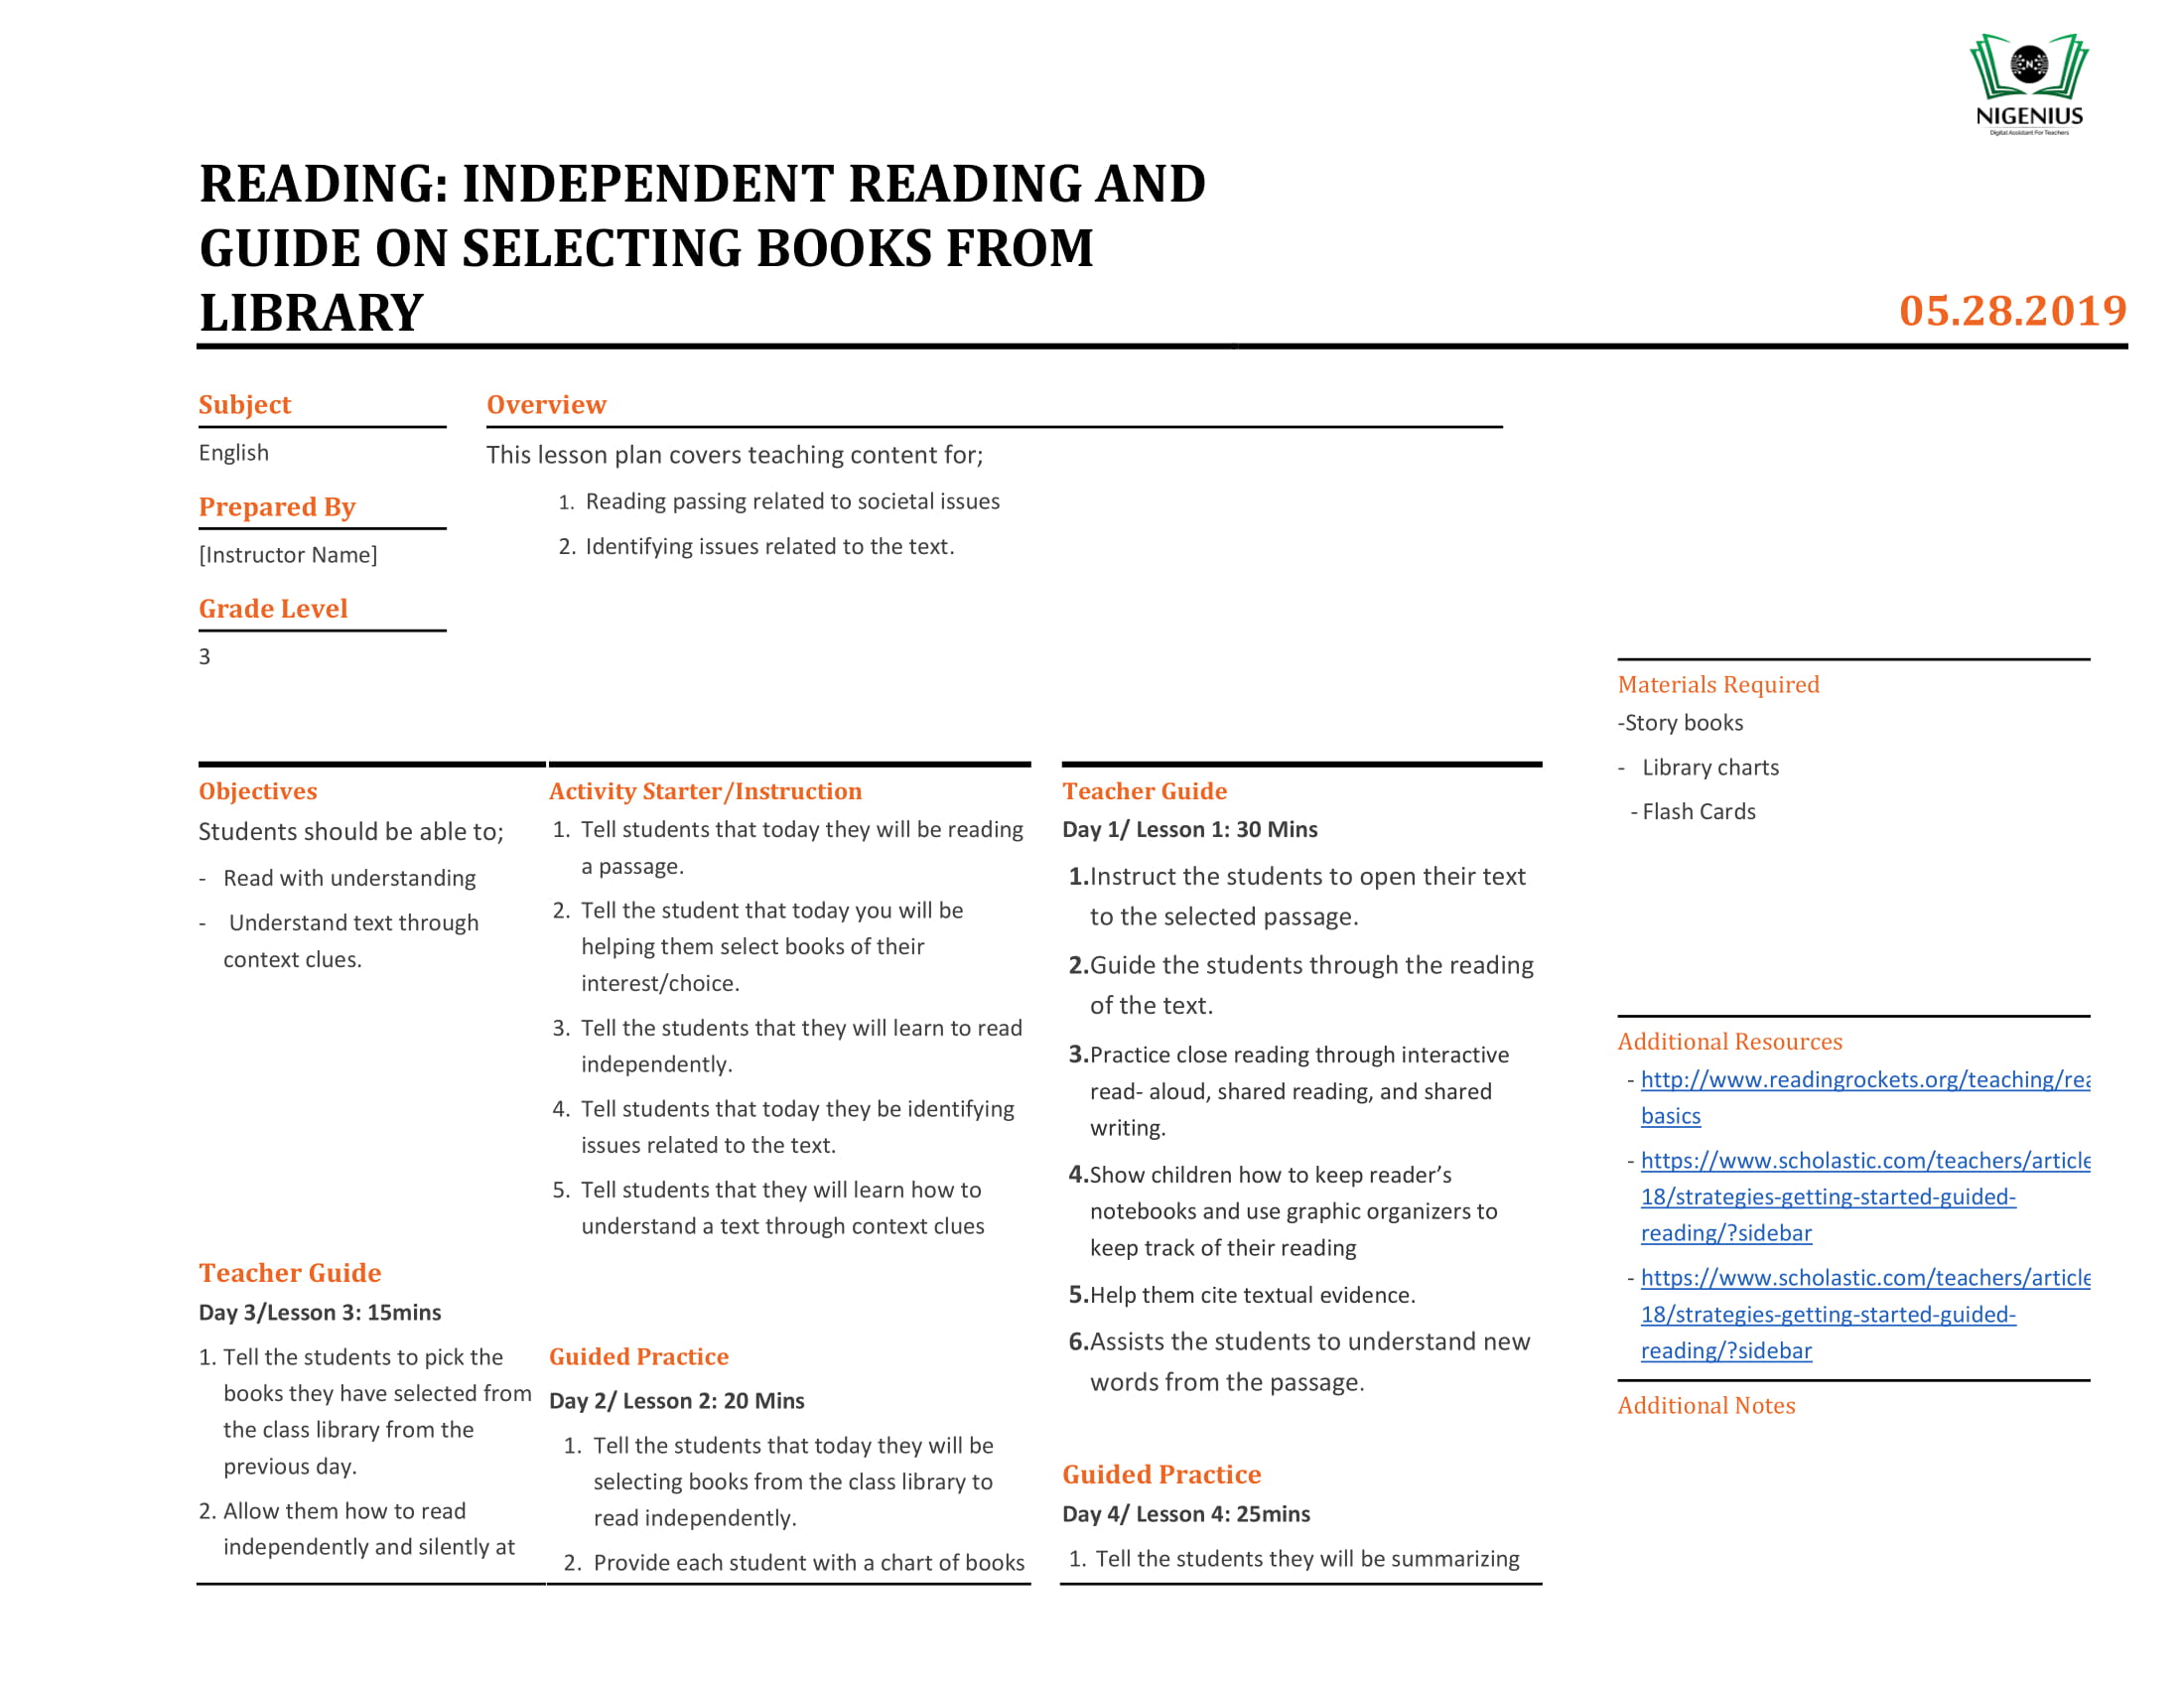 NIGENIUS
Digital Assistant For Teachers
READING: INDEPENDENT READING AND
GUIDE ON SELECTING BOOKS FROM
LIBRARY
05.28.2019
Subject
English
Prepared By
[Instructor Name]
Grade Level
3
Overview
This lesson plan covers teaching content for;
1. Reading passing related to societal issues
2. Identifying issues related to the text.
Objectives
Students should be able to;
- Read with understanding
- Understand text through
context clues.
Teacher Guide
Day 3/Lesson 3: 15mins
1. Tell the students to pick the
books they have selected from
the class library from the
previous day.
2. Allow them how to read
independently and silently at
Activity Starter/Instruction
1. Tell students that today they will be reading
a passage.
2. Tell the student that today you will be
helping them select books of their
interest/choice.
3. Tell the students that they will learn to read
independently.
4. Tell students that today they be identifying
issues related to the text.
5. Tell students that they will learn how to
understand a text through context clues
Guided Practice
Day 2/ Lesson 2: 20 Mins
1. Tell the students that today they will be
selecting books from the class library to
read independently.
2. Provide each student with a chart of books
Teacher Guide
Day 1/ Lesson 1: 30 Mins
1.Instruct the students to open their text
to the selected passage.
2.Guide the students through the reading
of the text.
3.Practice close reading through interactive
read- aloud, shared reading, and shared
writing.
4.Show children how to keep reader’s
notebooks and use graphic organizers to
keep track of their reading
5.Help them cite textual evidence.
6.Assists the students to understand new
words from the passage.
Guided Practice
Day 4/ Lesson 4: 25mins
1. Tell the students they will be summarizing
Materials Required
-Story books
- Library charts
- Flash Cards
Additional Resources
- http://www.readingrockets.org/teaching/rea
basics
- https://www.scholastic.com/teachers/article
18/strategies-getting-started-guided-
reading/?sidebar
- https://www.scholastic.com/teachers/article
18/strategies-getting-started-guided-
reading/?sidebar
Additional Notes